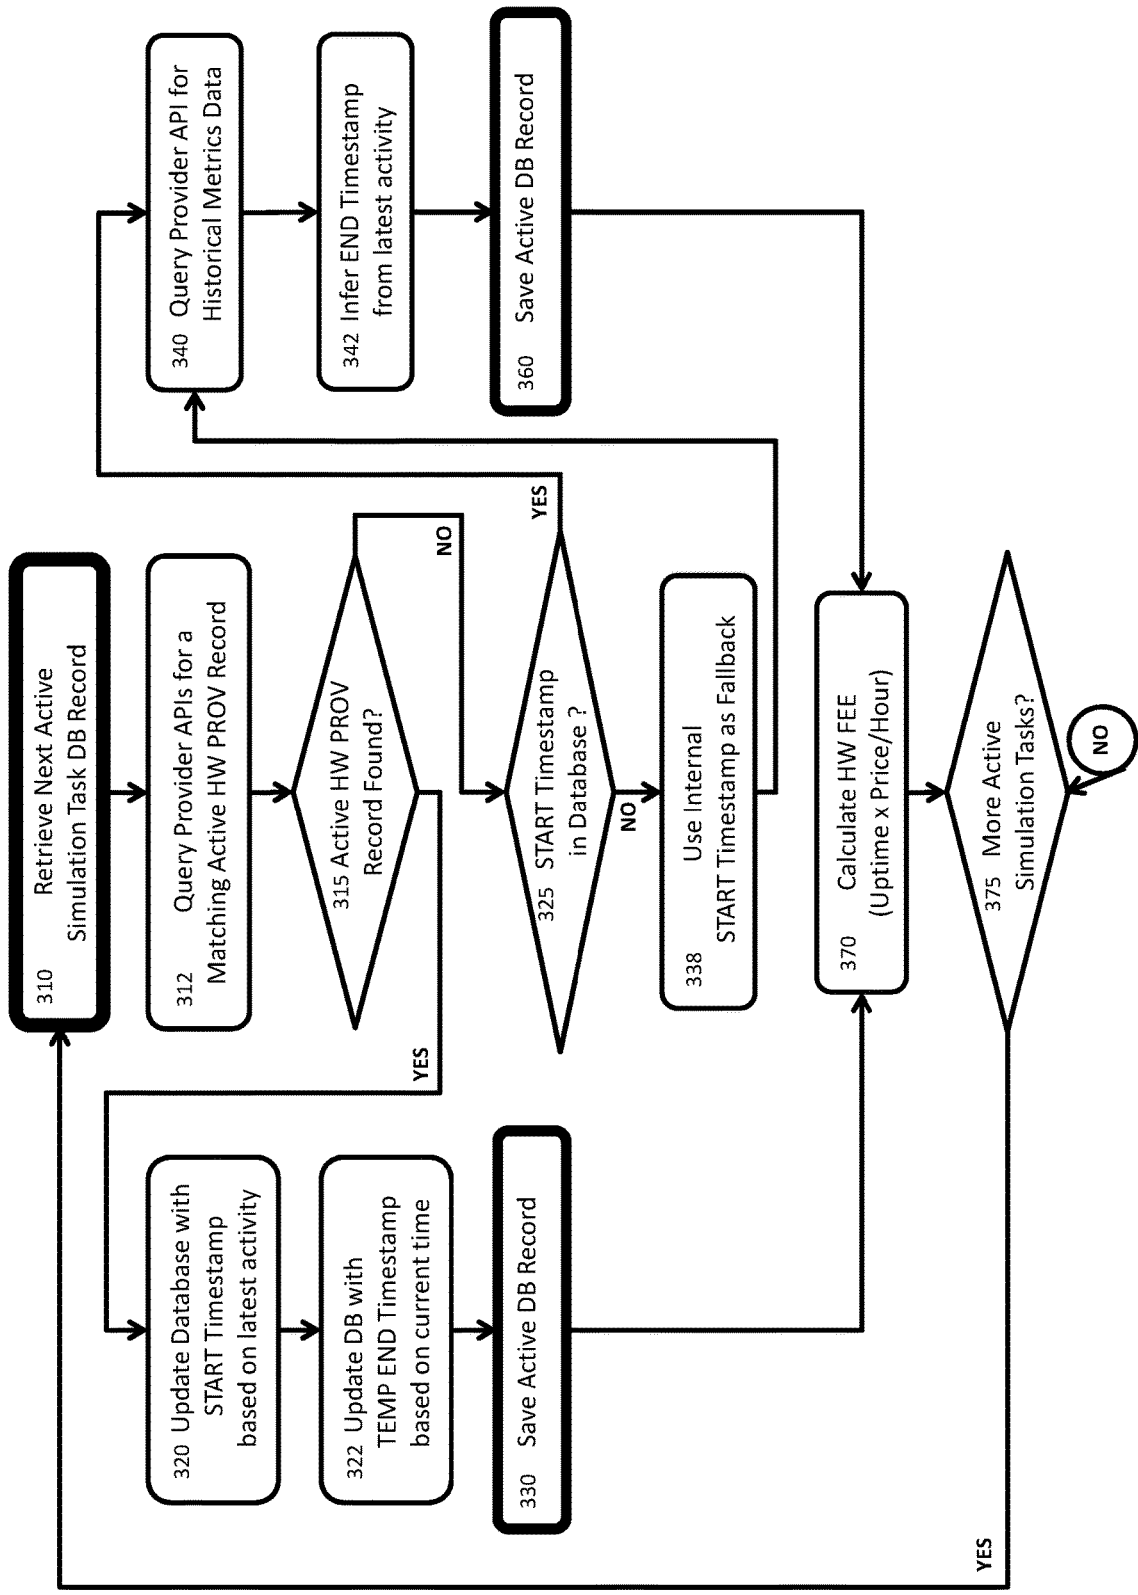 310 Retrieve Next Active
Simulation Task DB Record
312 Query Provider APIs for a
Matching Active HW PROV Record
315 Active HW PROV
Record Found?
YES
NO
320 Update Database with
START Timestamp
based on latest activity
322 Update DB with
TEMP END Timestamp
based on current time
330 Save Active DB Record
325 START Timestamp
in Database ?
YES
NO
338 Use Internal
START Timestamp as Fallback
340 Query Provider API for
Historical Metrics Data
342 Infer END Timestamp
from latest activity
360 Save Active DB Record
370 Calculate HW FEE
(Uptime x Price/Hour)
375 More Active
Simulation Tasks?
YES
NO